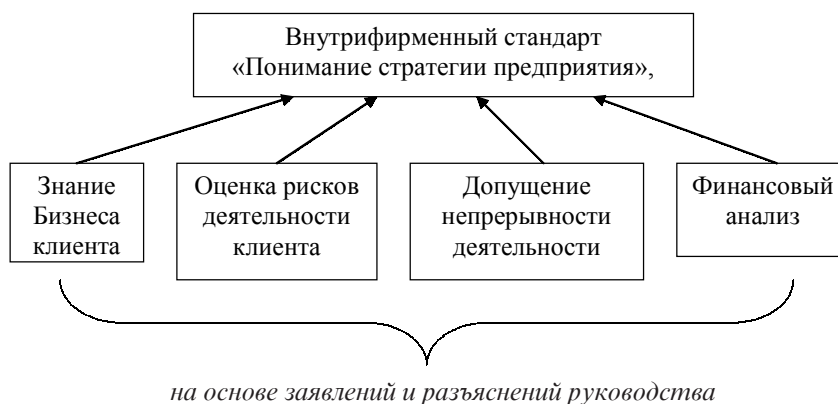 Внутрифирменный стандарт
«Понимание стратегии предприятия»,
Знание
Бизнеса
клиента
Оценка рисков
деятельности
клиента
Допущение
непрерывности
деятельности
Финансовый
анализ
на основе заявлений и разъяснений руководства